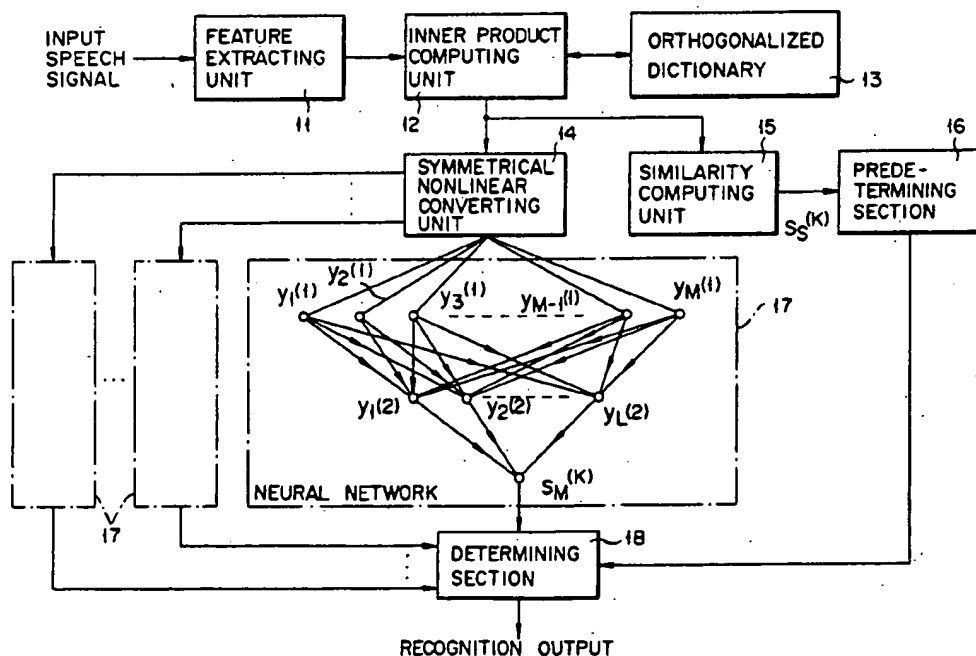 INPUT
SPEECH
SIGNAL
FEATURE
EXTRACTING
UNIT
11
INNER PRODUCT
COMPUTING
UNIT
12
ORTHOGONALIZED
DICTIONARY
13
14
SYMMETRICAL
NONLINEAR
CONVERTING
UNIT
15
SIMILARITY
COMPUTING
UNIT
SS(K)
16
PREDE-
TERMINING
SECTION
y1(1)
y2(1)
y3(1)
yM-1(1)
yM(1)
17
y1(2)
y2(2)
yL(2)
SM(K)
NEURAL NETWORK
17
18
DETERMINING
SECTION
RECOGNITION OUTPUT